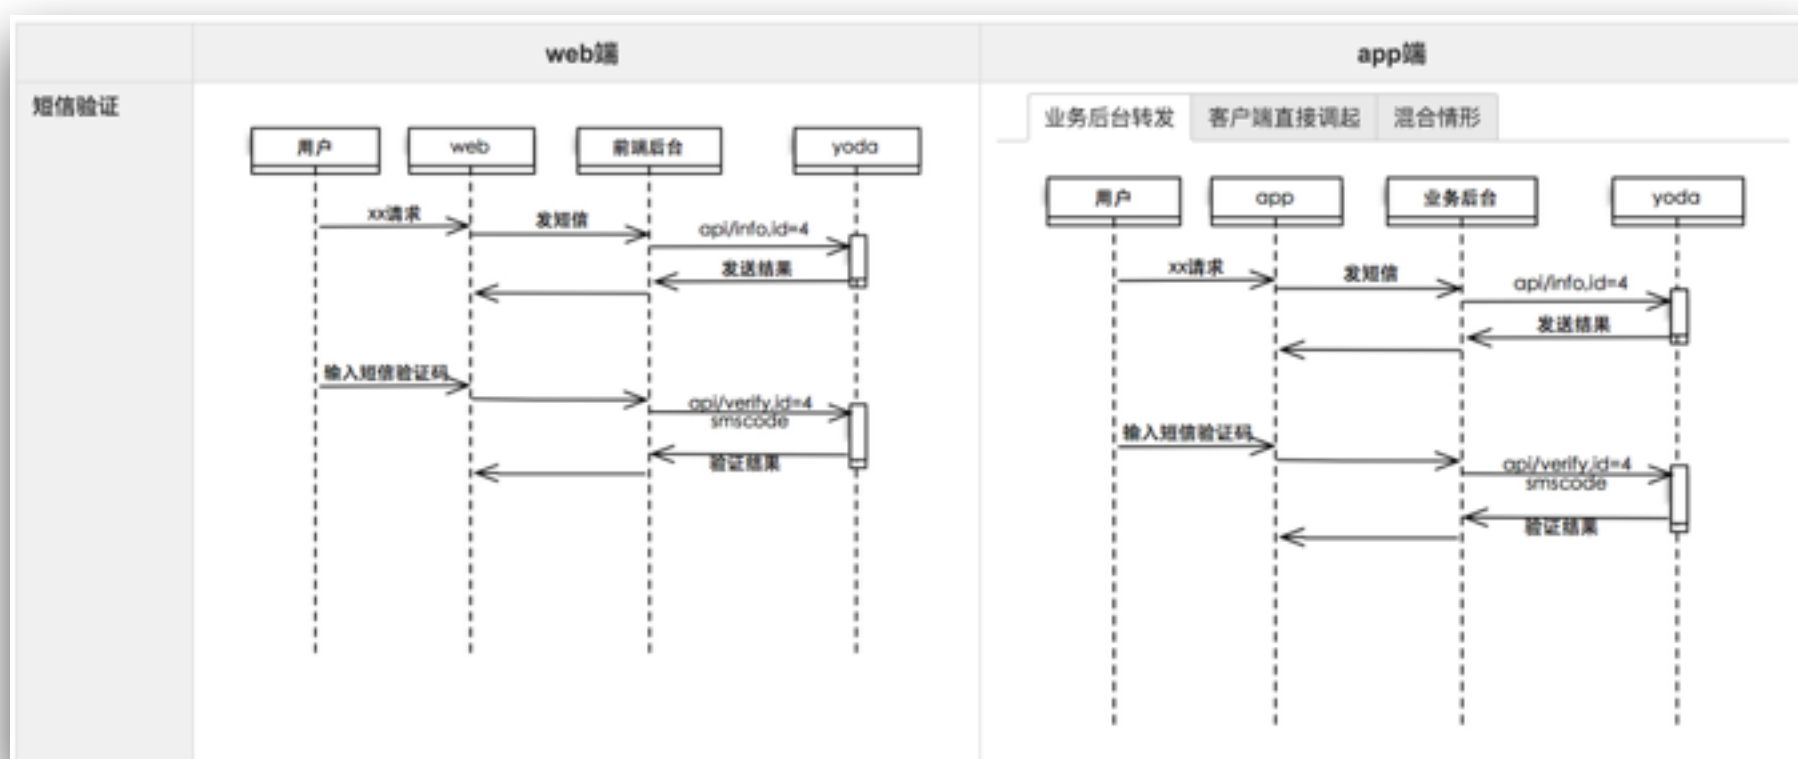 web端
app端
短信验证
用户
web
前端后台
yoda
xx请求
发短信
api/info,id=4
发送结果
输入短信验证码
api/verify,id=4
smscode
验证结果
业务后台转发
客户端直接调起
混合情形
用户
app
业务后台
yoda
xx请求
发短信
api/info,id=4
发送结果
输入短信验证码
api/verify,id=4
smscode
验证结果